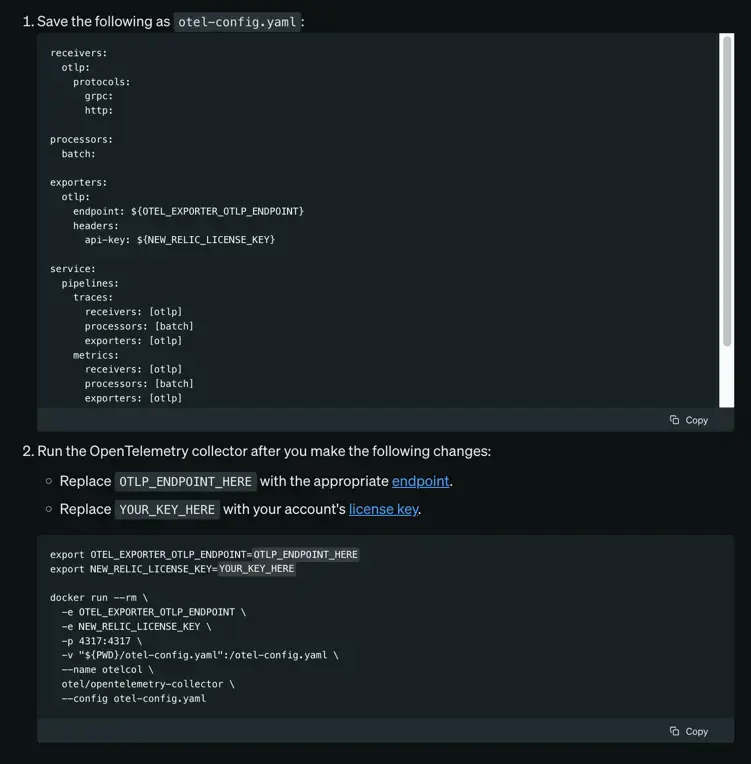 1. Save the following as otel-config.yaml:
receivers:
  otlp:
    protocols:
      grpc:
      http:

processors:
  batch:

exporters:
  otlp:
    endpoint: ${OTEL_EXPORTER_OTLP_ENDPOINT}
    headers:
      api-key: ${NEW_RELIC_LICENSE_KEY}

service:
  pipelines:
    traces:
      receivers: [otlp]
      processors: [batch]
      exporters: [otlp]
    metrics:
      receivers: [otlp]
      processors: [batch]
      exporters: [otlp]
Copy
2. Run the OpenTelemetry collector after you make the following changes:
○ Replace OTLP_ENDPOINT_HERE with the appropriate endpoint.
○ Replace YOUR_KEY_HERE with your account's license key.
export OTEL_EXPORTER_OTLP_ENDPOINT=OTLP_ENDPOINT_HERE
export NEW_RELIC_LICENSE_KEY=YOUR_KEY_HERE

docker run --rm \
  -e OTEL_EXPORTER_OTLP_ENDPOINT \
  -e NEW_RELIC_LICENSE_KEY \
  -p 4317:4317 \
  -v "${PWD}/otel-config.yaml":/otel-config.yaml \
  --name otelcol \
  otel/opentelemetry-collector \
  --config otel-config.yaml
Copy